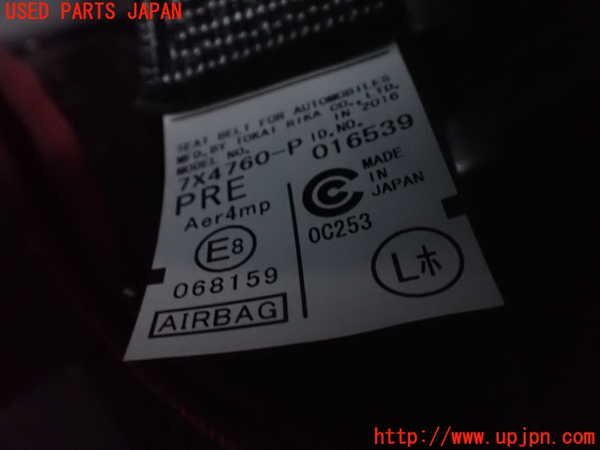 USED PARTS JAPAN
SEAT BELT FOR AUTOMOBILES
MFD. BY TOKAI RIKA CO., LTD.
MODEL NO. IN 2016
7X4760-P ID.NO.
016539
PRE
Aer4mp
E8
068159
AIRBAG
C MADE
IN
JAPAN
0C253
Lホ
http://www.upjpn.com/